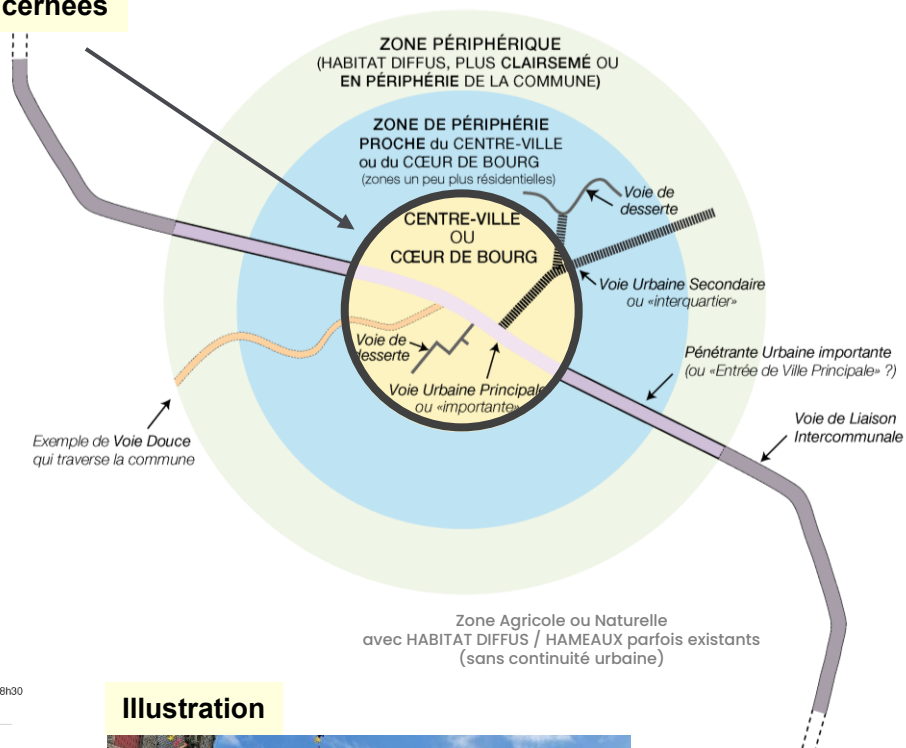 cernées
ZONE PÉRIPHÉRIQUE
(HABITAT DIFFUS, PLUS CLAIRSEMÉ OU
EN PÉRIPHÉRIE DE LA COMMUNE)
ZONE DE PÉRIPHÉRIE
PROCHE du CENTRE-VILLE
ou du CŒUR DE BOURG
(zones un peu plus résidentielles)
Voie de
desserte
CENTRE-VILLE
OU
CŒUR DE BOURG
Voie Urbaine Secondaire
ou «interquartier»
Voie de
desserte
Voie Urbaine Principale
ou «importante»
Pénétrante Urbaine importante
(ou «Entrée de Ville Principale» ?)
Voie de Liaison
Intercommunale
Exemple de Voie Douce
qui traverse la commune
Zone Agricole ou Naturelle
avec HABITAT DIFFUS / HAMEAUX parfois existants
(sans continuité urbaine)
8h30
Illustration